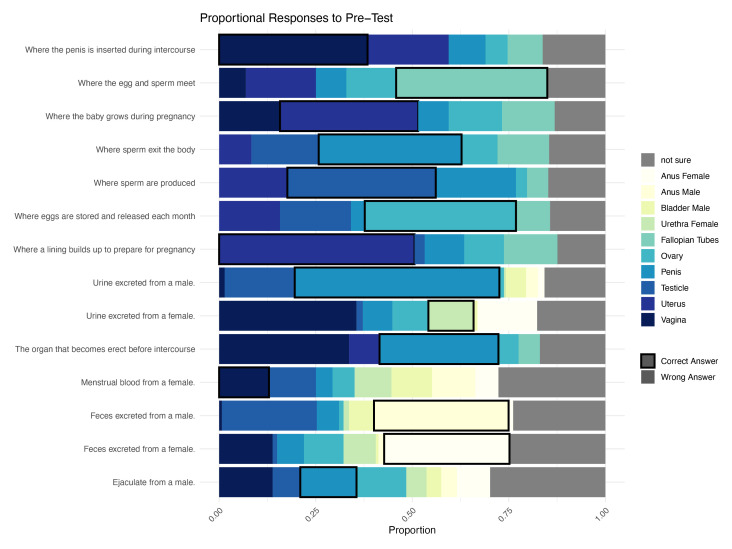 Proportional Responses to Pre−Test
Where the penis is inserted during intercourse
Where the egg and sperm meet
Where the baby grows during pregnancy
Where sperm exit the body
Where sperm are produced
Where eggs are stored and released each month
Where a lining builds up to prepare for pregnancy
Urine excreted from a male.
Urine excreted from a female.
The organ that becomes erect before intercourse
Menstrual blood from a female.
Feces excreted from a male.
Feces excreted from a female.
Ejaculate from a male.
0.00
0.25
0.50
0.75
1.00
Proportion
not sure
Anus Female
Anus Male
Bladder Male
Urethra Female
Fallopian Tubes
Ovary
Penis
Testicle
Uterus
Vagina
Correct Answer
Wrong Answer